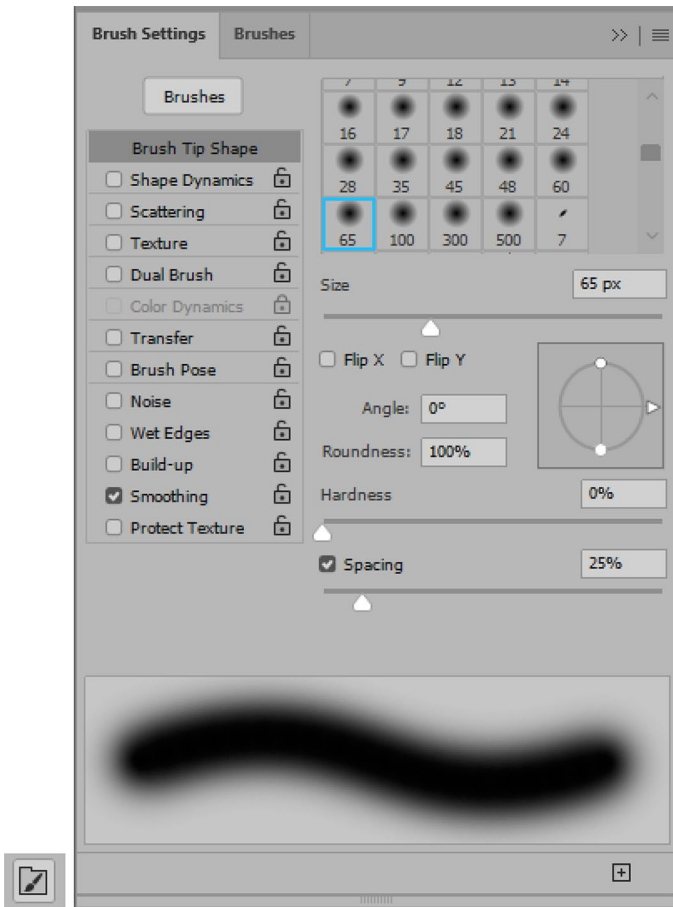 Brush Settings Brushes
Brushes
Brush Tip Shape
Shape Dynamics
Scattering
Texture
Dual Brush
Color Dynamics
Transfer
Brush Pose
Noise
Wet Edges
Build-up
Smoothing
Protect Texture
7 9 12 13 14
16 17 18 21 24
28 35 45 48 60
65 100 300 500 7
Size 65 px
Flip X Flip Y
Angle: 0°
Roundness: 100%
Hardness 0%
Spacing 25%